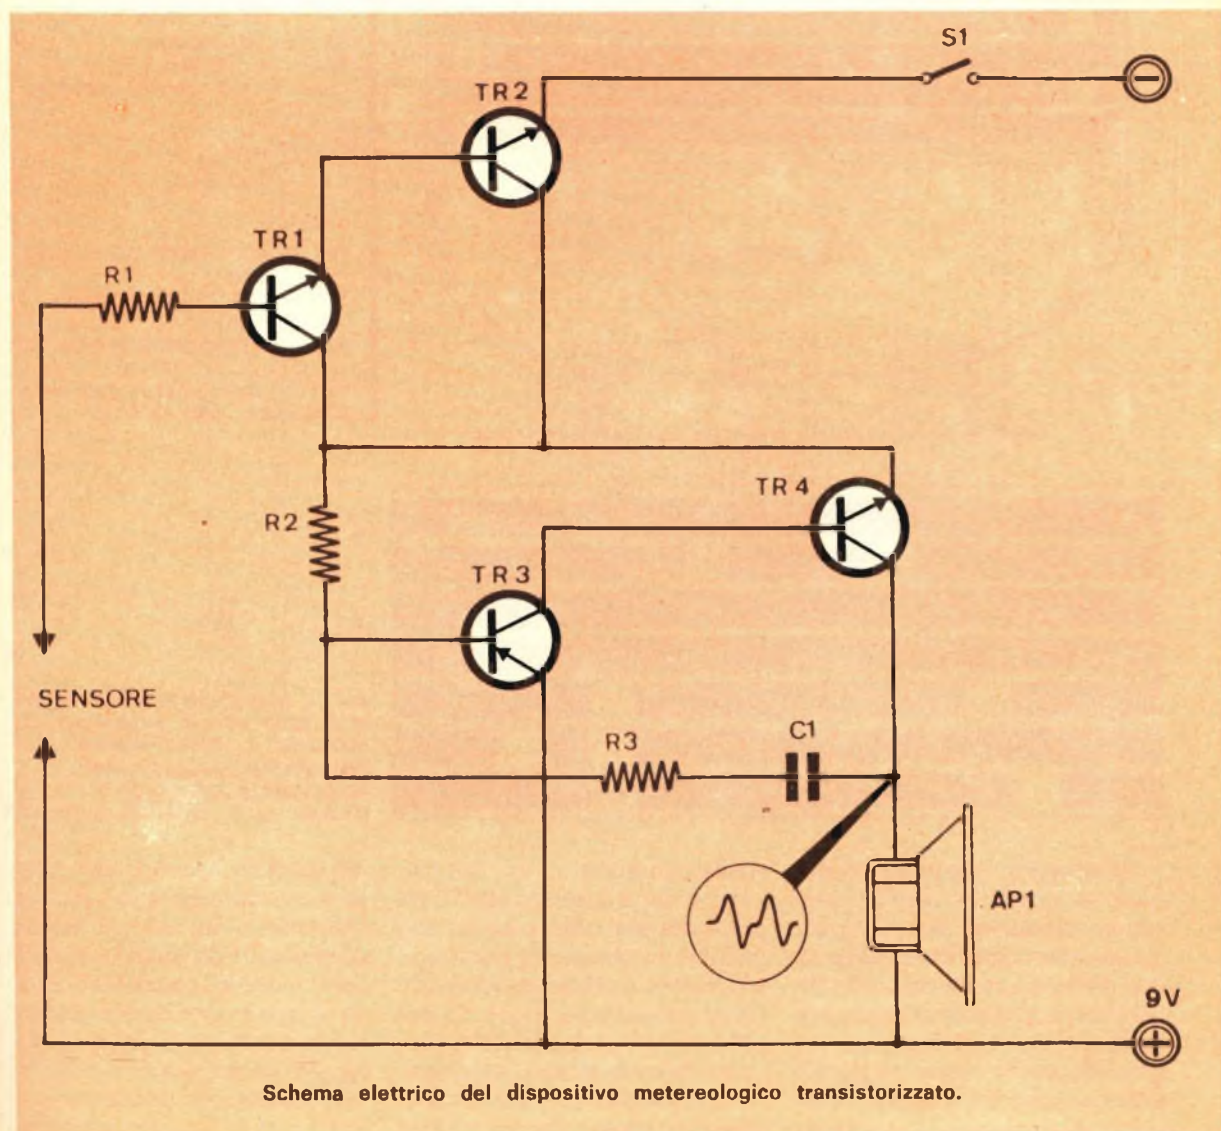 S1
TR2
TR1
R1
TR4
R2
TR3
SENSORE
C1
R3
AP1
9V
Schema elettrico del dispositivo metereologico transistorizzato.